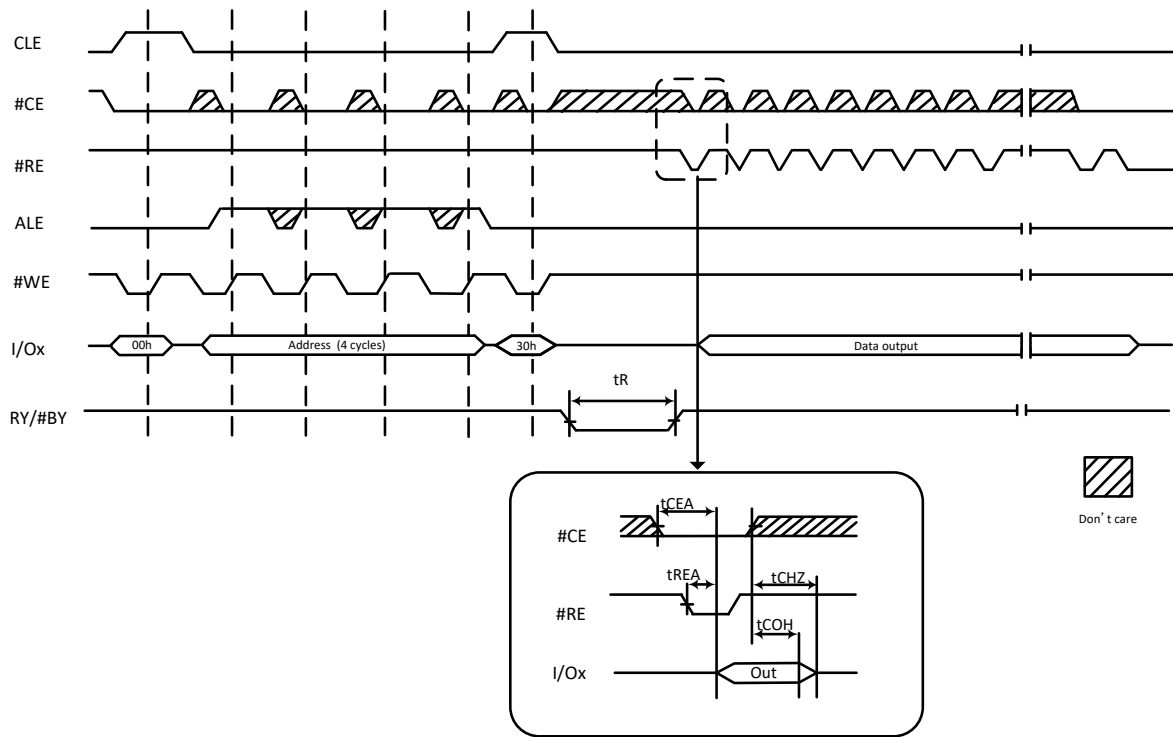 CLE
#CE
#RE
ALE
#WE
I/Ox 00h Address (4 cycles) 30h Data output
tR
RY/#BY
tCEA
#CE
tREA tCHZ
#RE
tCOH
I/Ox Out
Don't care